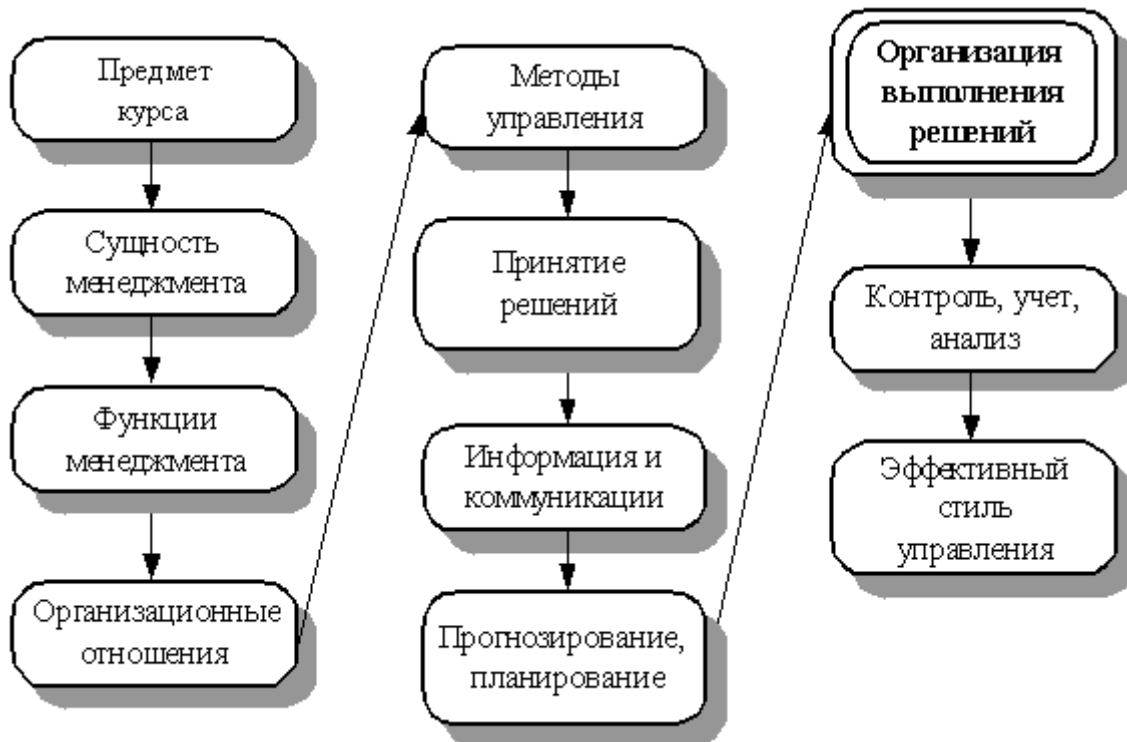 Предмет
курса
Сущность
менеджмента
Функции
менеджмента
Организационные
отношения
Методы
управления
Принятие
решений
Информация и
коммуникации
Прогнозирование,
планирование
Организация
выполнения
решений
Контроль, учет,
анализ
Эффективный
стиль
управления